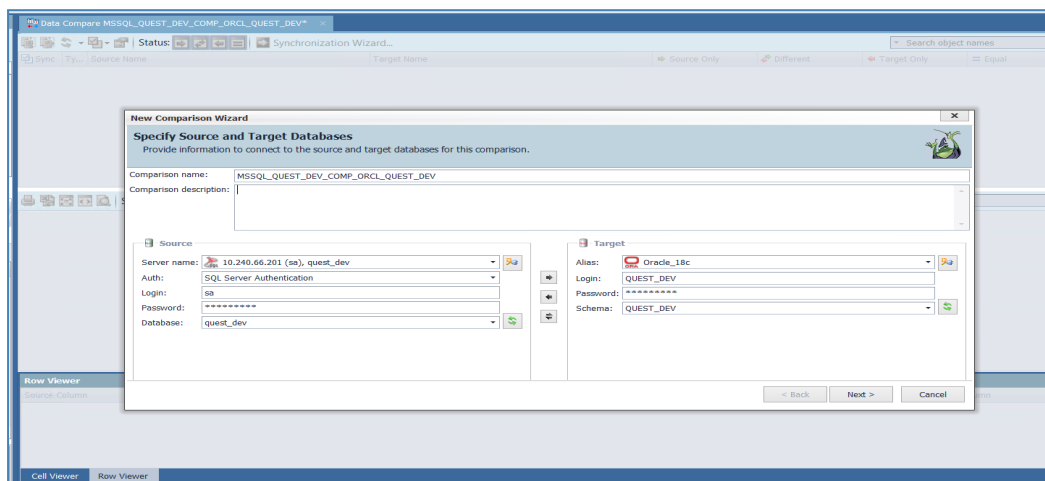 Data Compare MSSQL_QUEST_DEV_COMP_ORCL_QUEST_DEV*
Status: Synchronization Wizard... Search object names
Sync Ty... Source Name Target Name Source Only Different Target Only Equal
New Comparison Wizard
Specify Source and Target Databases
Provide information to connect to the source and target databases for this comparison.
Comparison name: MSSQL_QUEST_DEV_COMP_ORCL_QUEST_DEV
Comparison description:
Source
Server name: 10.240.66.201 (sa), quest_dev
Auth: SQL Server Authentication
Login: sa
Password: *********
Database: quest_dev
Target
Alias: Oracle_18c
Login: QUEST_DEV
Password: *********
Schema: QUEST_DEV
< Back Next > Cancel
Row Viewer
Source Column
Cell Viewer Row Viewer